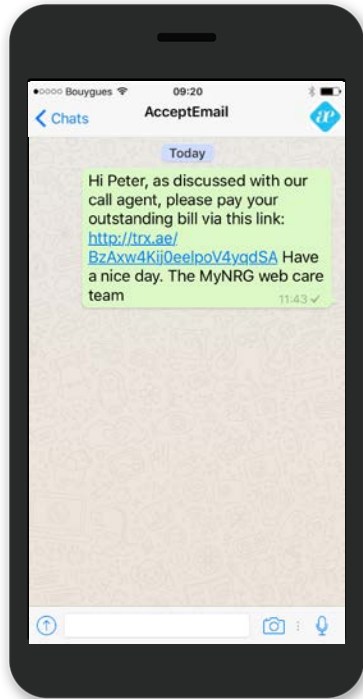 Bouygues 09:20
Chats AcceptEmail
æp
Today
Hi Peter, as discussed with our
call agent, please pay your
outstanding bill via this link:
http://trx.ae/
BzAxw4Kij0eelpoV4yqdSA Have
a nice day. The MyNRG web care
team
11:43